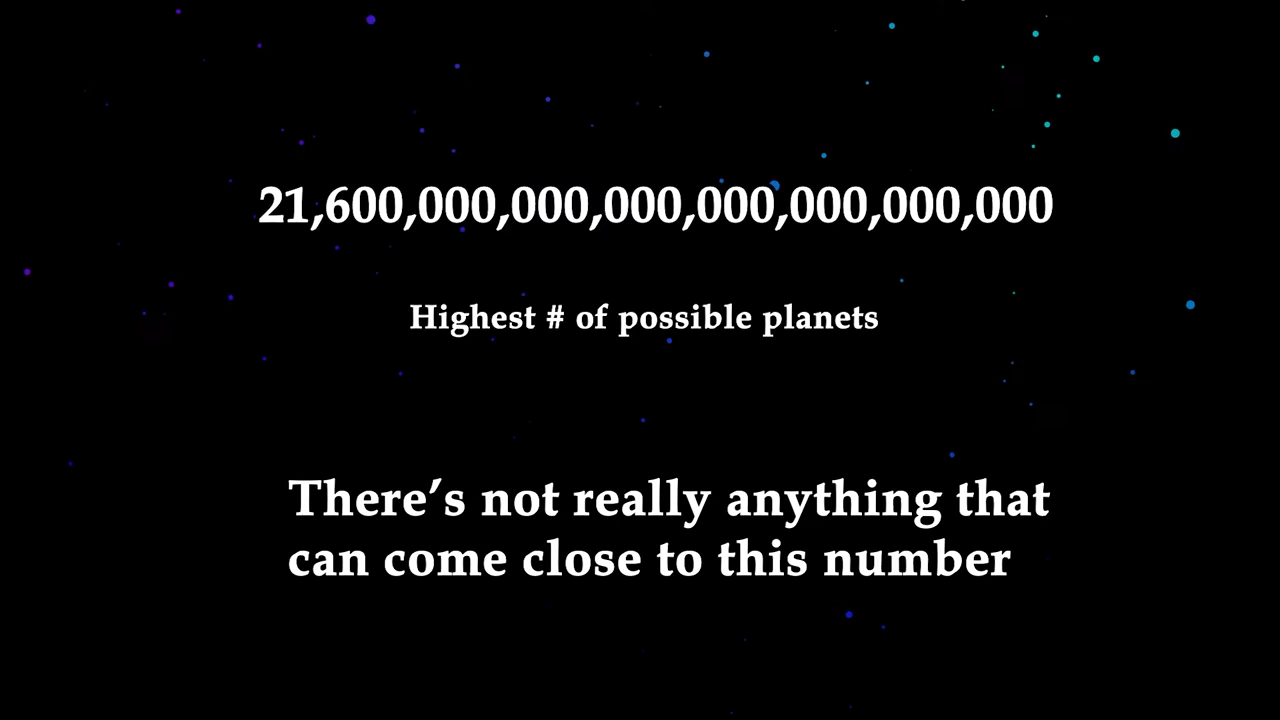 21,600,000,000,000,000,000,000,000
Highest # of possible planets
There’s not really anything that
can come close to this number